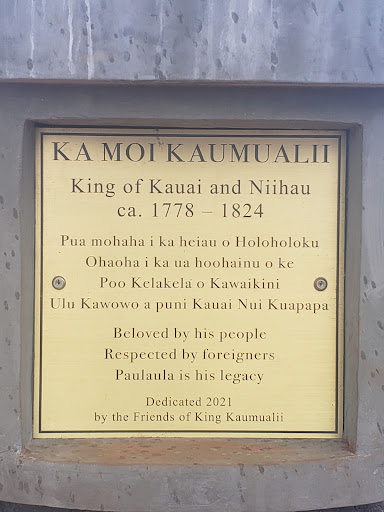 KA MOI KAUMUALII
King of Kauai and Niihau
ca. 1778 – 1824
Pua mohaha i ka heiau o Holoholoku
Ohaoha i ka ua hoohainu o ke
Poo Kelakela o Kawaikini
Ulu Kawowo a puni Kauai Nui Kuapapa
Beloved by his people
Respected by foreigners
Paulaula is his legacy
Dedicated 2021
by the Friends of King Kaumualii